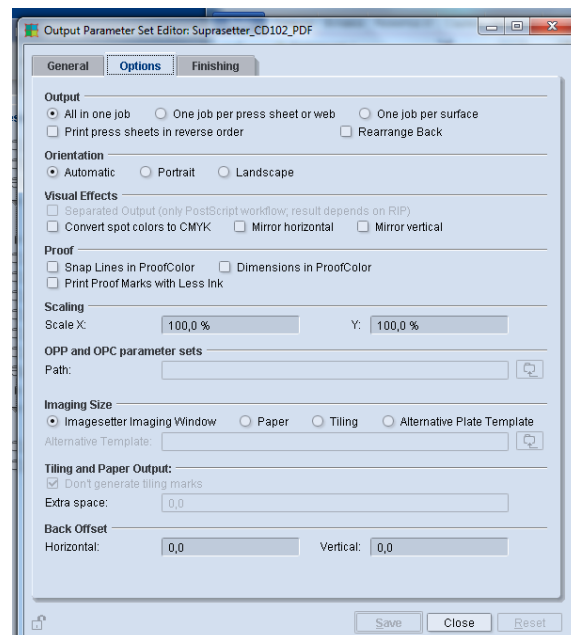 Output Parameter Set Editor: Suprasetter_CD102_PDF
General Options Finishing
Output
All in one job One job per press sheet or web One job per surface
Print press sheets in reverse order Rearrange Back
Orientation
Automatic Portrait Landscape
Visual Effects
Separated Output (only PostScript workflow; result depends on RIP)
Convert spot colors to CMYK Mirror horizontal Mirror vertical
Proof
Snap Lines in ProofColor Dimensions in ProofColor
Print Proof Marks with Less Ink
Scaling
Scale X: 100,0 % Y: 100,0 %
OPP and OPC parameter sets
Path:
Imaging Size
Imagesetter Imaging Window Paper Tiling Alternative Plate Template
Alternative Template:
Tiling and Paper Output:
Don't generate tiling marks
Extra space: 0,0
Back Offset
Horizontal: 0,0 Vertical: 0,0
Save Close Reset